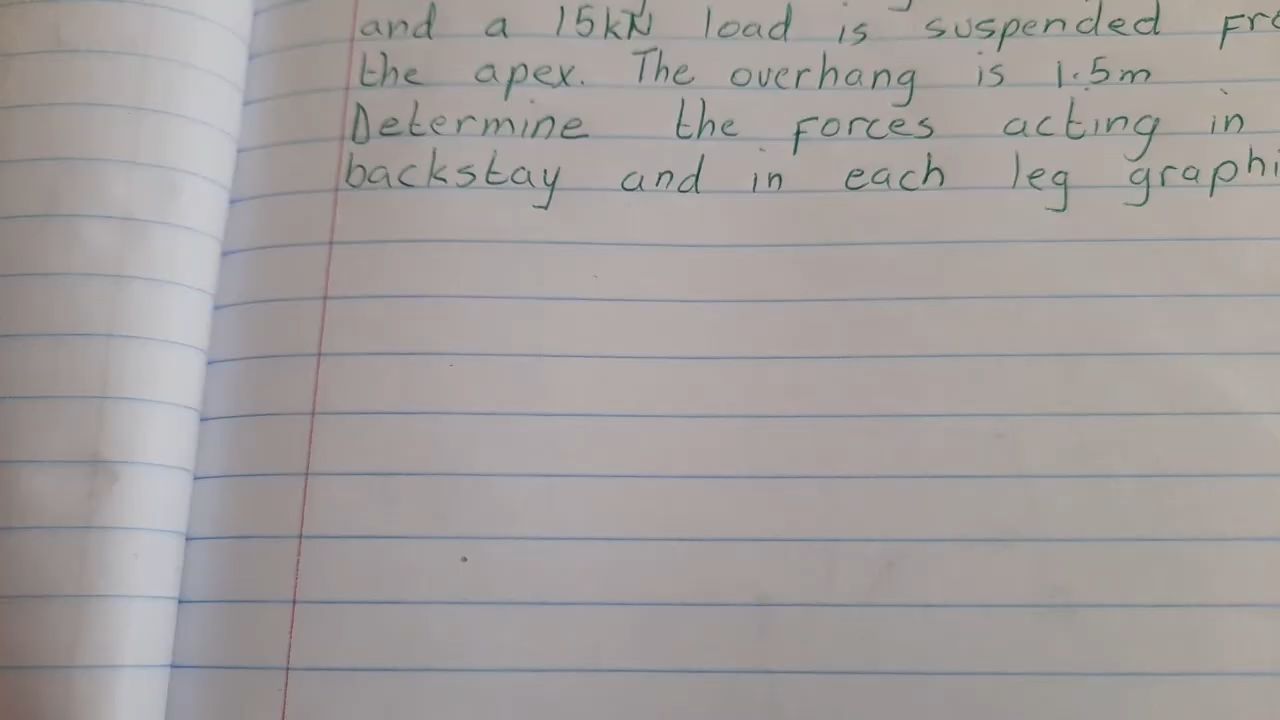 and a 15kN load is suspended
the apex. The overhang is 1.5m
Determine the forces acting in
backstay and in each leg